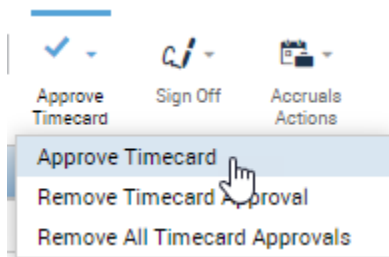 Approve Timecard
Sign Off
Accruals Actions
Approve Timecard
Remove Timecard Approval
Remove All Timecard Approvals